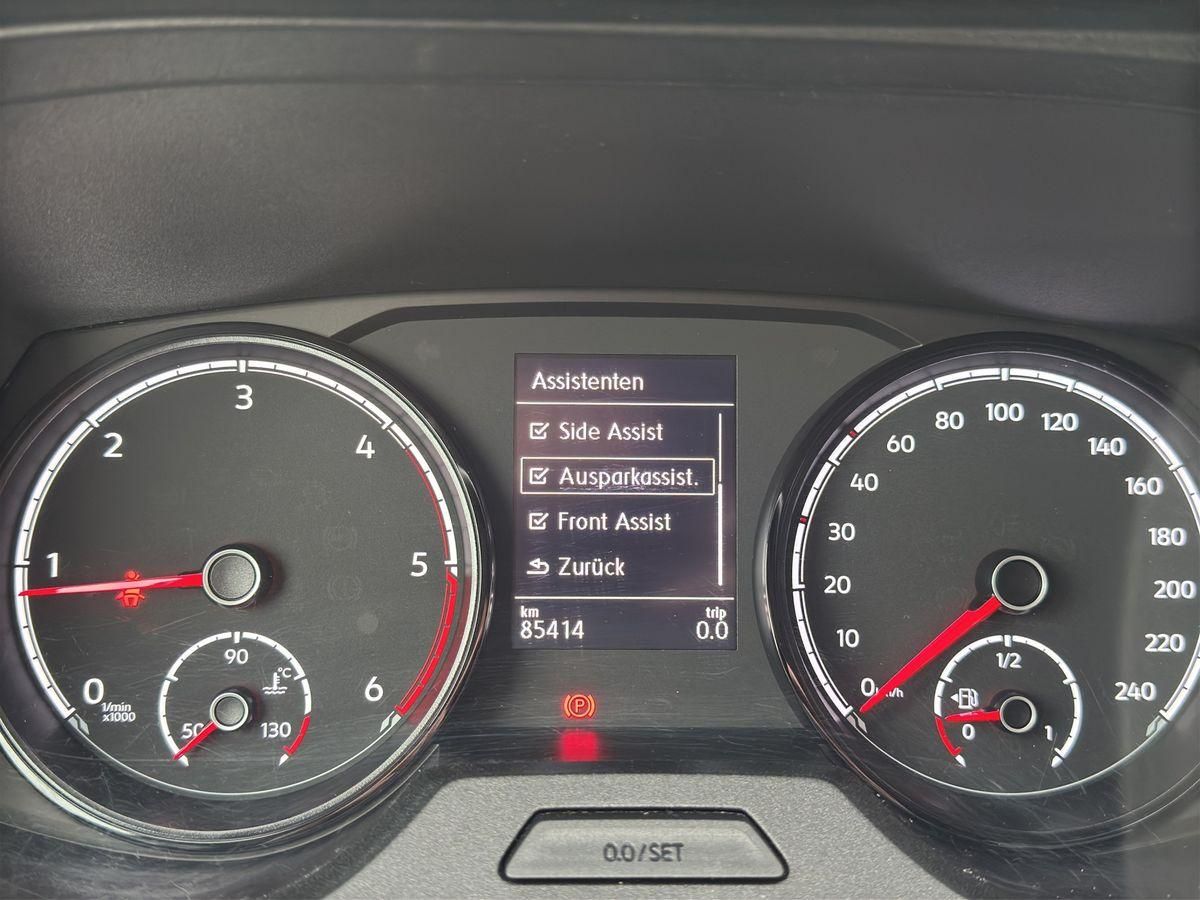 Assistenten
Side Assist
Ausparkassist.
Front Assist
Zurück
km
85414
trip
0.0
0
1
2
3
4
5
6
1/min
x1000
50
90
130
°C
0
10
20
30
40
60
80
100
120
140
160
180
200
220
240
km/h
0
1/2
1
P
0.0/SET